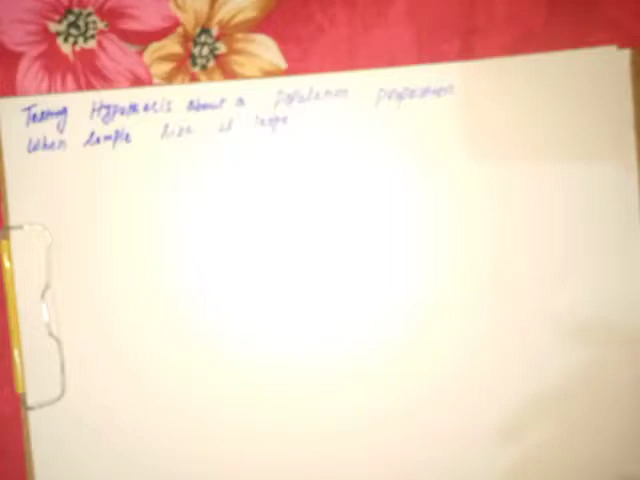 Testing Hypothesis about a population proportion
When sample size is large